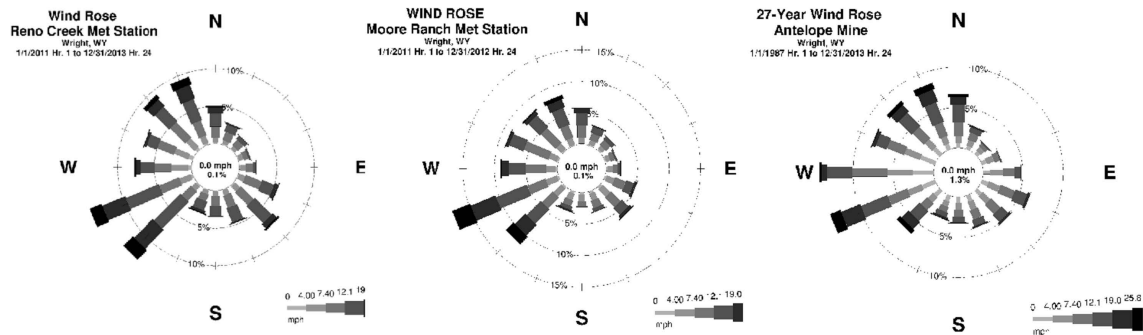 Wind Rose
Reno Creek Met Station
Wright, WY
1/1/2011 Hr. 1 to 12/31/2013 Hr. 24
N
10%
5%
W
0.0 mph
0.1%
E
5%
10%
S
0 4.00 7.40 12.1 19
mph
WIND ROSE
Moore Ranch Met Station
Wright, WY
1/1/2011 Hr. 1 to 12/31/2012 Hr. 24
N
15%
10%
5%
W
0.0 mph
0.1%
E
5%
10%
15%
S
0 4.00 7.40 12. 19.0
mph
27-Year Wind Rose
Antelope Mine
Wright, WY
1/1/1987 Hr. 1 to 12/31/2013 Hr. 24
N
10%
5%
W
0.0 mph
1.3%
E
5%
10%
S
0 4.00 7.40 12.1 19.0 25.8
mph